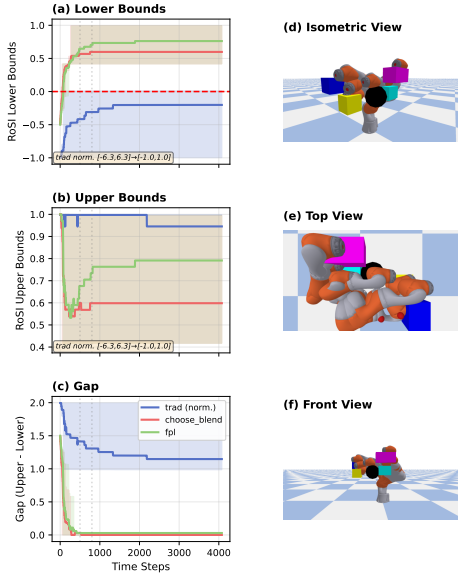 (a) Lower Bounds
1.0
0.5
0.0
−0.5
−1.0
RoSI Lower Bounds
trad norm. [-6.3,6.3]→[-1.0,1.0]
(b) Upper Bounds
1.0
0.9
0.8
0.7
0.6
0.5
0.4
RoSI Upper Bounds
trad norm. [-6.3,6.3]→[-1.0,1.0]
(c) Gap
2.0
1.5
1.0
0.5
0.0
Gap (Upper - Lower)
trad (norm.)
choose_blend
fpl
0 1000 2000 3000 4000
Time Steps
(d) Isometric View
(e) Top View
(f) Front View